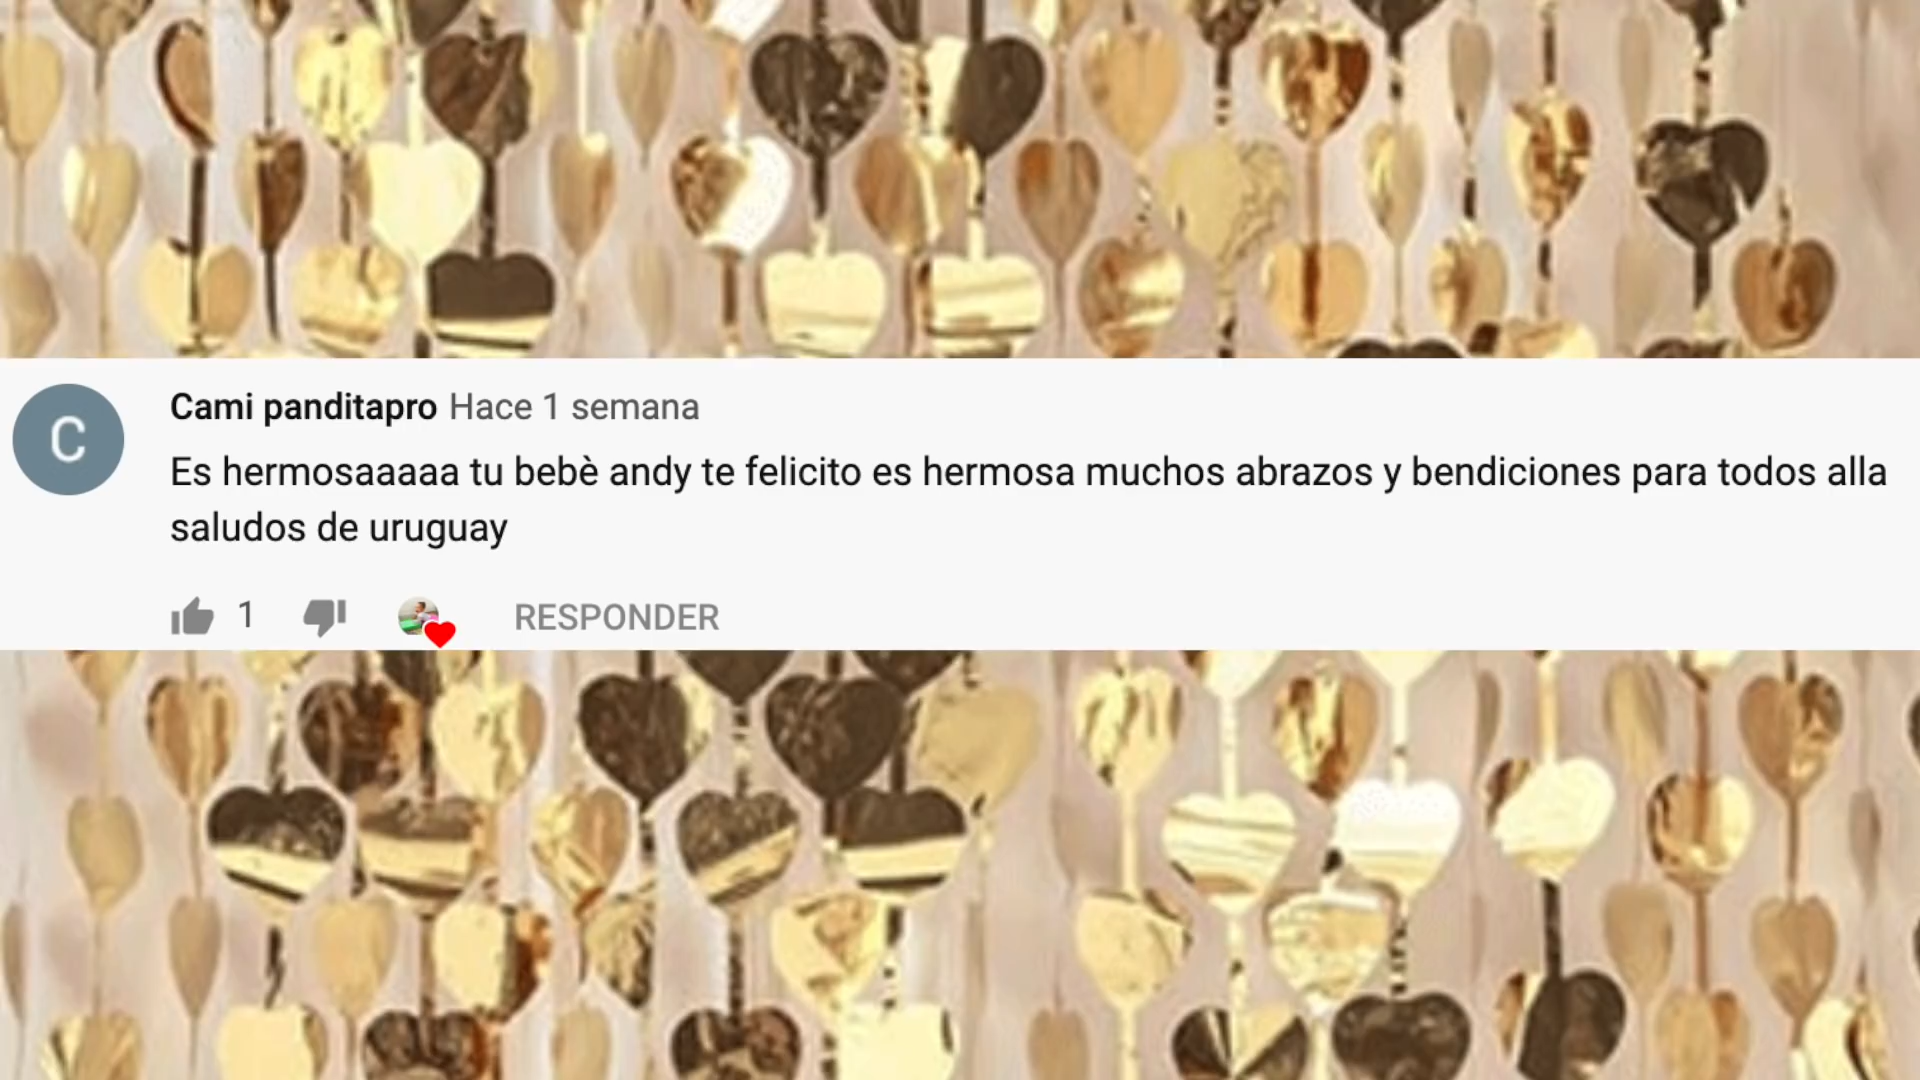 C
Cami panditapro Hace 1 semana
Es hermosaaaaa tu bebè andy te felicito es hermosa muchos abrazos y bendiciones para todos alla
saludos de uruguay
1 RESPONDER